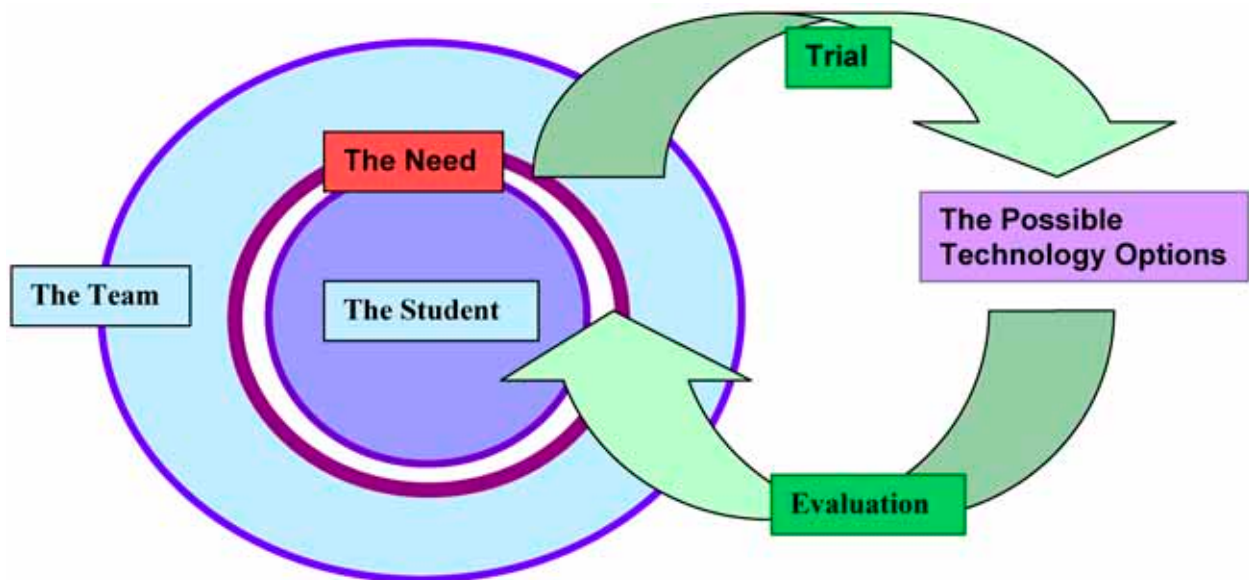 Trial
The Need
The Possible
Technology Options
The Team
The Student
Evaluation